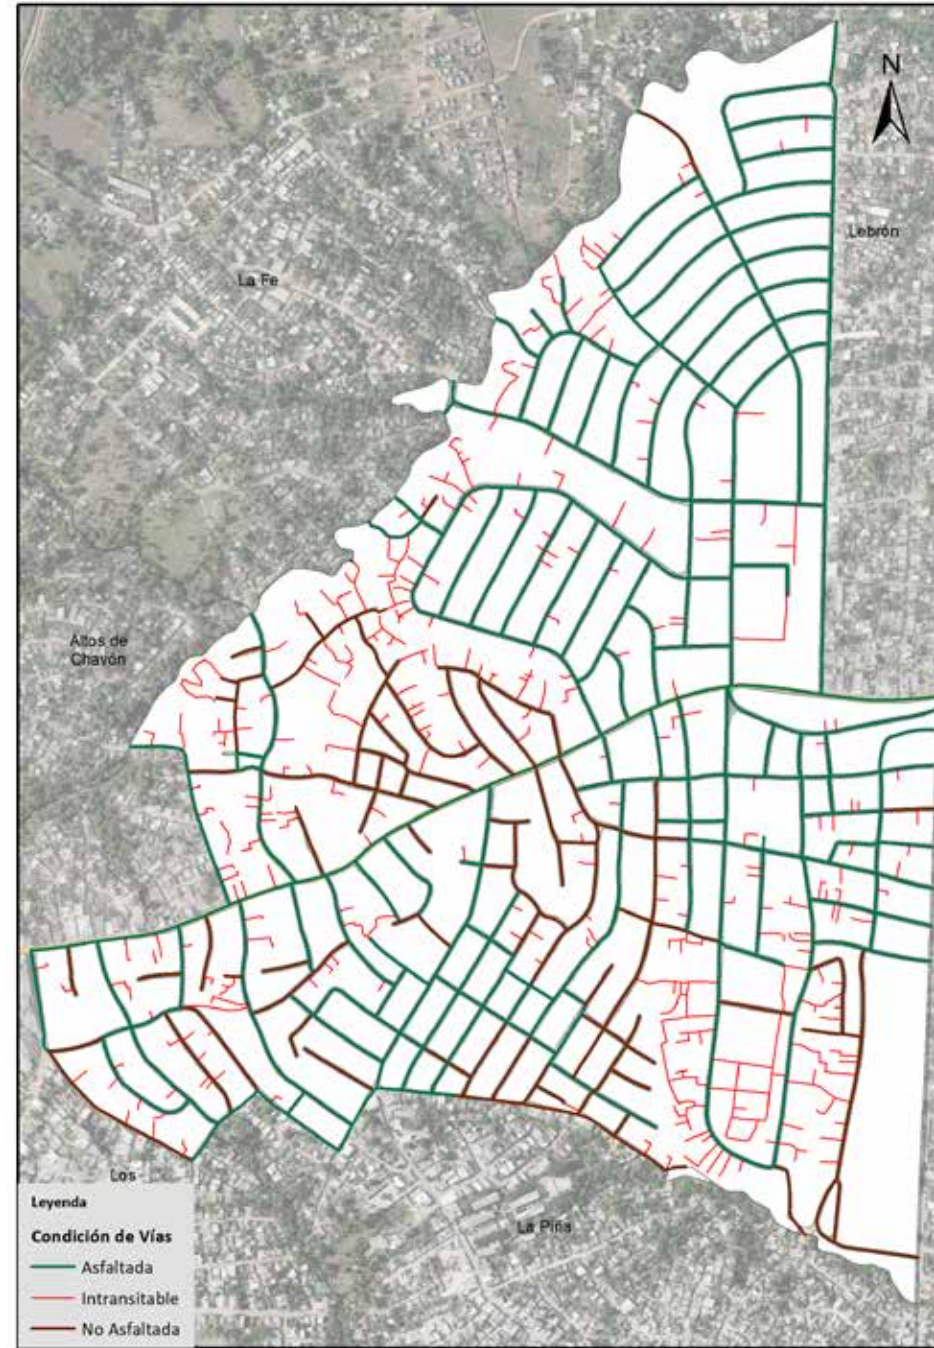 N
Lebrón
La Fe
Altos de
Chavón
Los
La Piña
Leyenda
Condición de Vías
Asfaltada
Intransitable
No Asfaltada